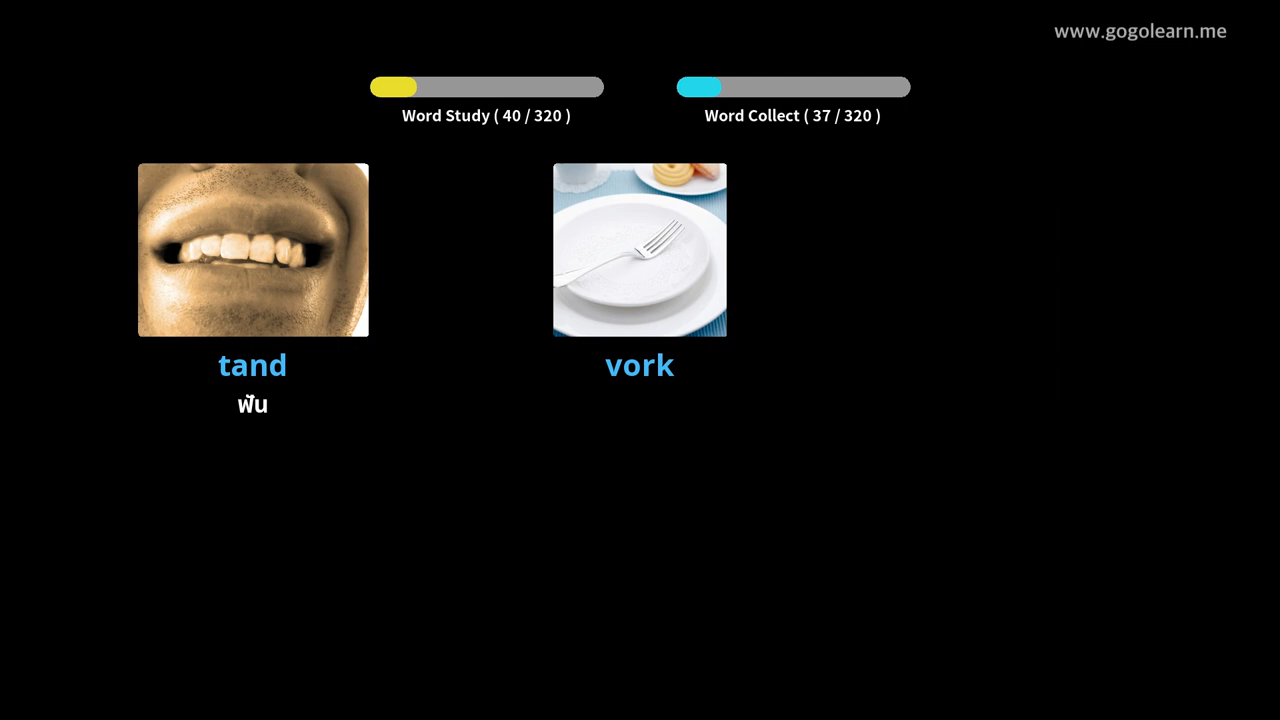 www.gogolearn.me
Word Study ( 40 / 320 )
Word Collect ( 37 / 320 )
tand
ฟัน
vork